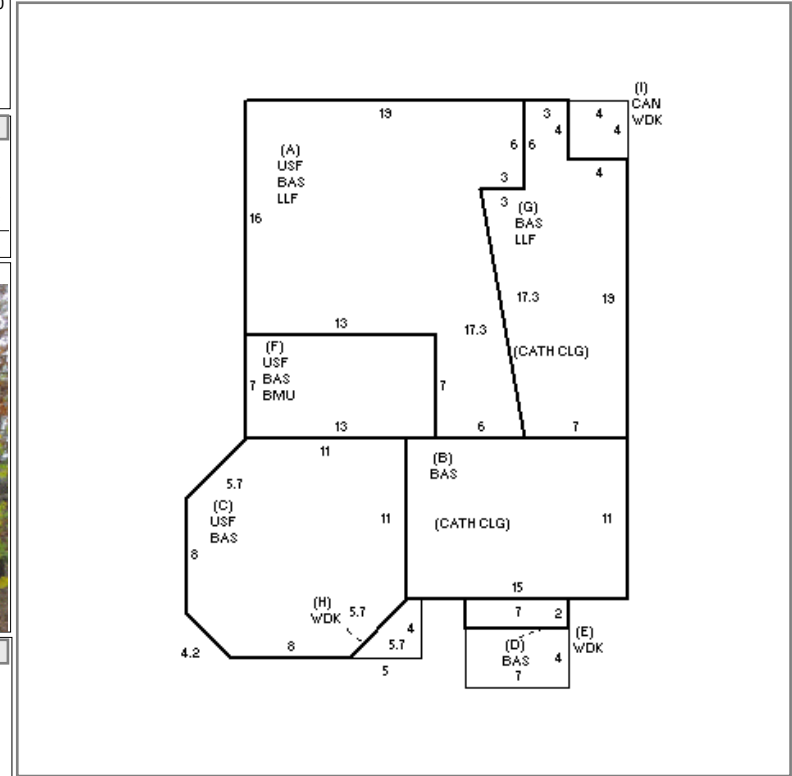 (I)
CAN
WDK
19
3
4
4
4
6
6
4
(A)
USF
BAS
LLF
3
3
(G)
BAS
LLF
16
17.3
19
13
17.3
(F)
USF
BAS
BMU
(CATH CLG)
7
7
13
6
7
11
(B)
BAS
5.7
(C)
USF
BAS
11
(CATH CLG)
11
8
15
(H)
WDK
5.7
7
2
4
(E)
WDK
8
5.7
(D)
BAS
4
4.2
5
7